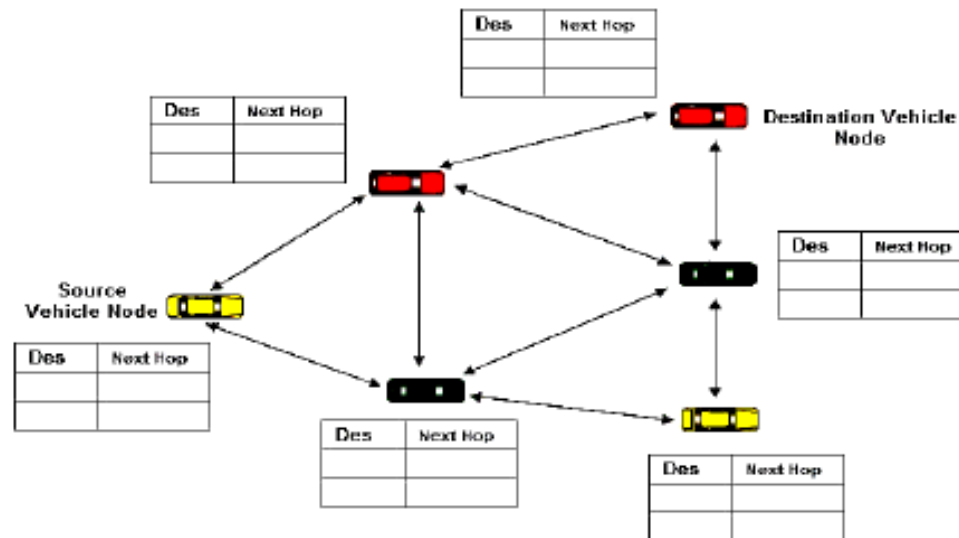 Des Next Hop
Des Next Hop
Destination Vehicle
Node
Des Next Hop
Source
Vehicle Node
Des Next Hop
Des Next Hop
Des Next Hop